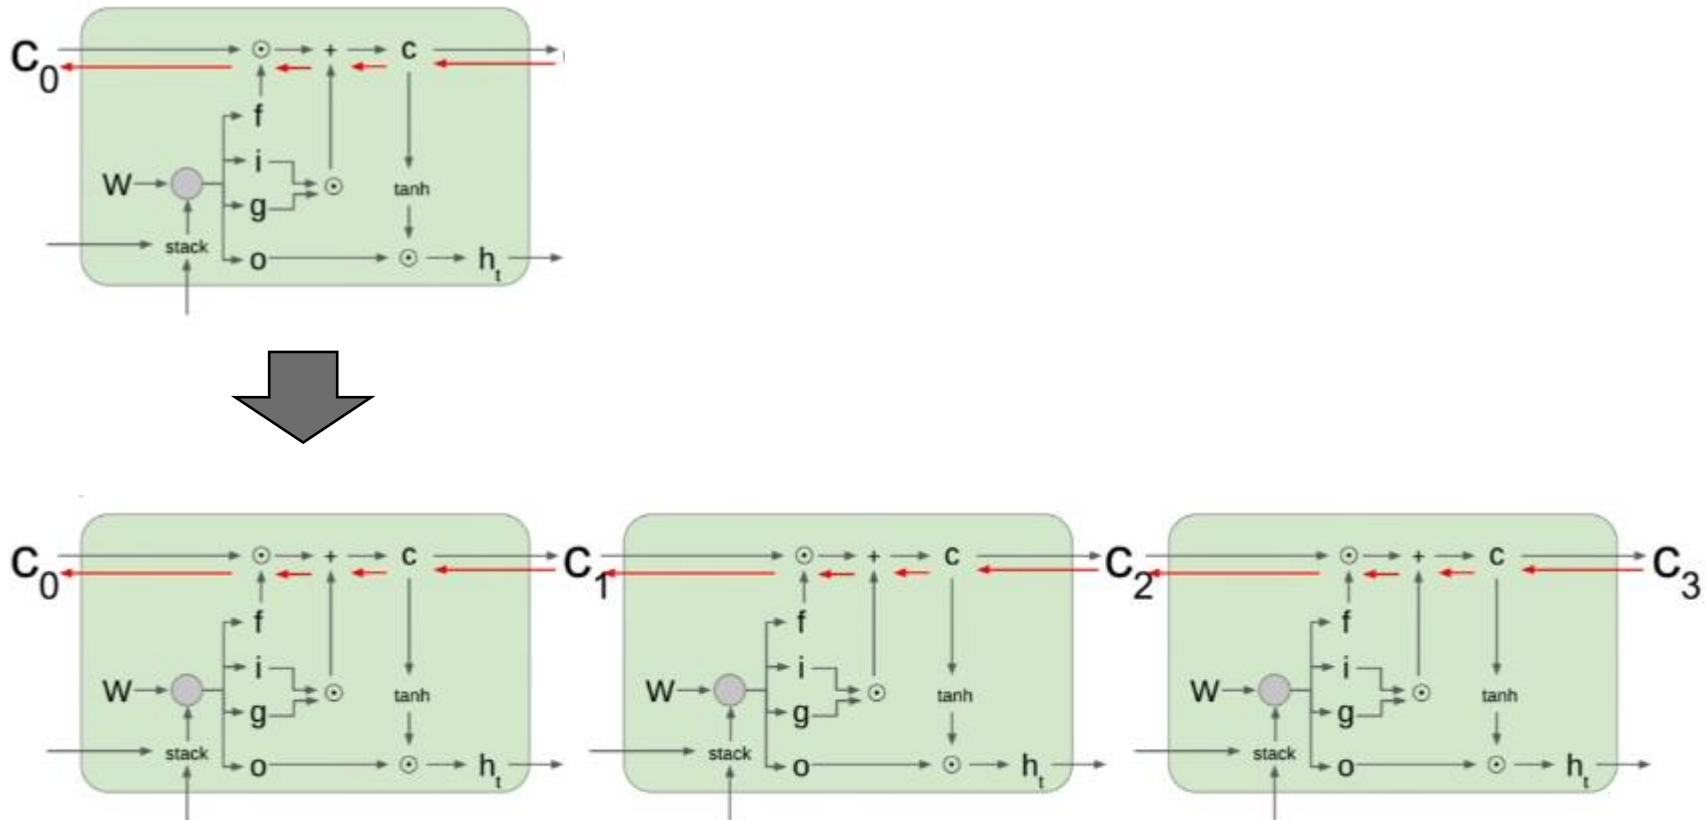 C0 ⊙ + c
f
i
W g ⊙ tanh
stack
o ⊙ ht
C0 ⊙ + c C1 ⊙ + c C2 ⊙ + c C3
f f f
i i i
W g ⊙ tanh W g ⊙ tanh W g ⊙ tanh
stack stack stack
o ⊙ ht o ⊙ ht o ⊙ ht